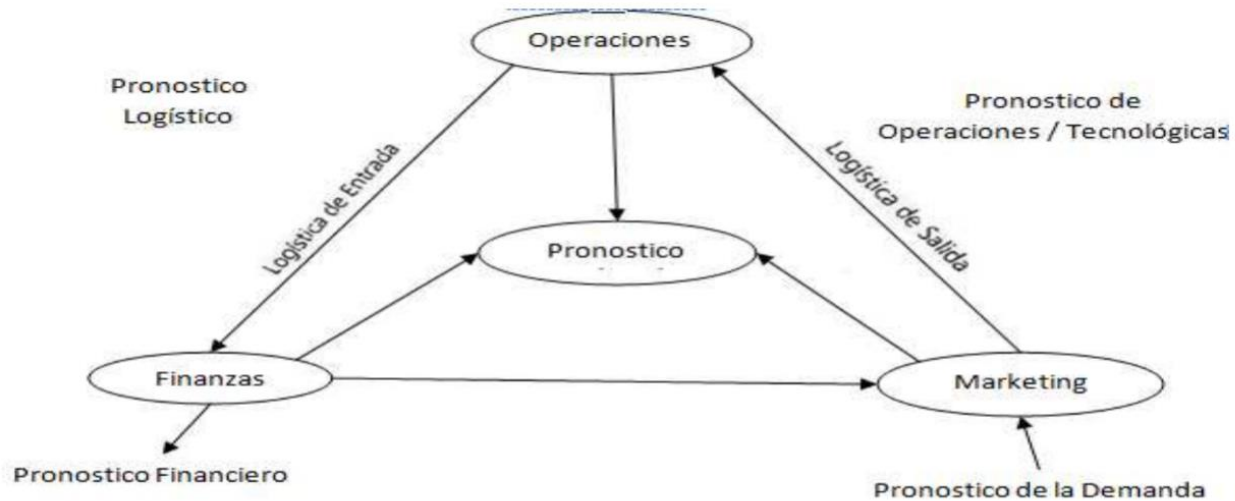 Operaciones
Pronostico
Logístico
Pronostico de
Operaciones / Tecnológicas
Logística de Entrada
Logística de Salida
Pronostico
Finanzas
Marketing
Pronostico Financiero
Pronostico de la Demanda